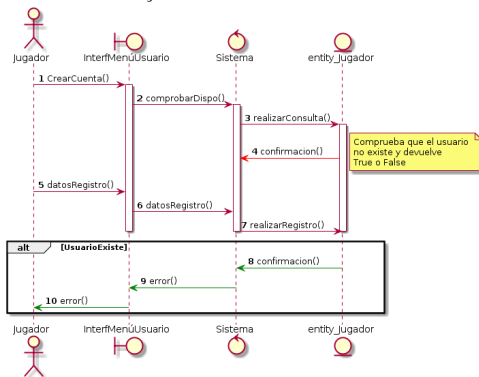 Jugador
InterfMenúUsuario
Sistema
entity_Jugador
1 CrearCuenta()
2 comprobarDispo()
3 realizarConsulta()
Comprueba que el usuario
no existe y devuelve
True o False
4 confirmacion()
5 datosRegistro()
6 datosRegistro()
7 realizarRegistro()
alt [UsuarioExiste]
8 confirmacion()
9 error()
10 error()
Jugador
InterfMenúUsuario
Sistema
entity_Jugador